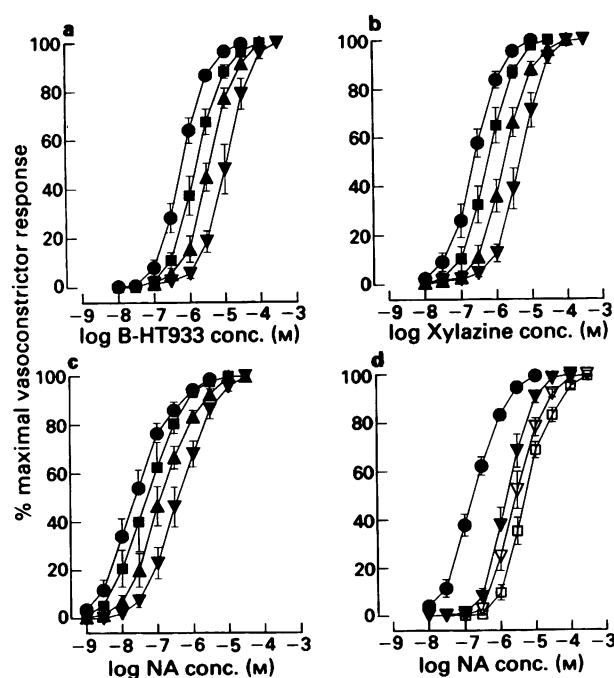 a
100
80
60
40
20
0
−9 −8 −7 −6 −5 −4 −3
log B-HT933 conc. (M)
b
100
80
60
40
20
0
−9 −8 −7 −6 −5 −4 −3
log Xylazine conc. (M)
% maximal vasoconstrictor response
c
100
80
60
40
20
0
−9 −8 −7 −6 −5 −4 −3
log NA conc. (M)
d
100
80
60
40
20
0
−9 −8 −7 −6 −5 −4 −3
log NA conc. (M)